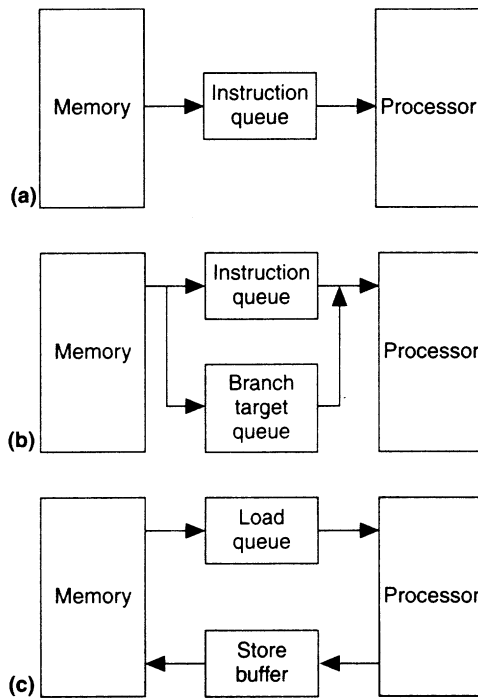 Memory
Instruction
queue
Processor
(a)
Instruction
queue
Memory
Processor
Branch
target
queue
(b)
Load
queue
Memory
Processor
Store
buffer
(c)